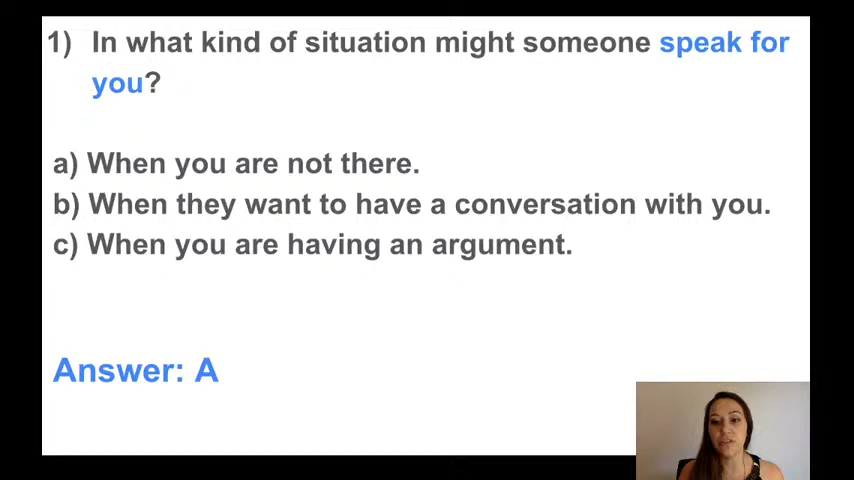 1) In what kind of situation might someone speak for
you?
a) When you are not there.
b) When they want to have a conversation with you.
c) When you are having an argument.
Answer: A